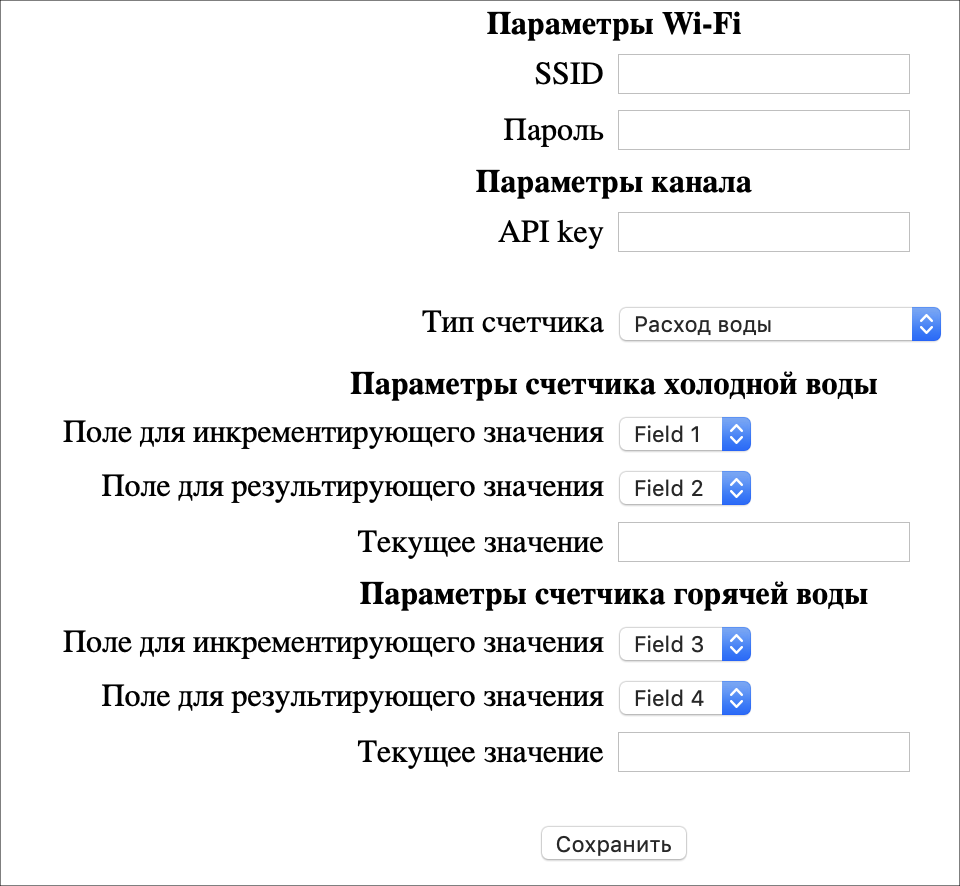 Параметры Wi-Fi
SSID
Пароль
Параметры канала
API key
Тип счетчика Расход воды
Параметры счетчика холодной воды
Поле для инкрементирующего значения Field 1
Поле для результирующего значения Field 2
Текущее значение
Параметры счетчика горячей воды
Поле для инкрементирующего значения Field 3
Поле для результирующего значения Field 4
Текущее значение
Сохранить